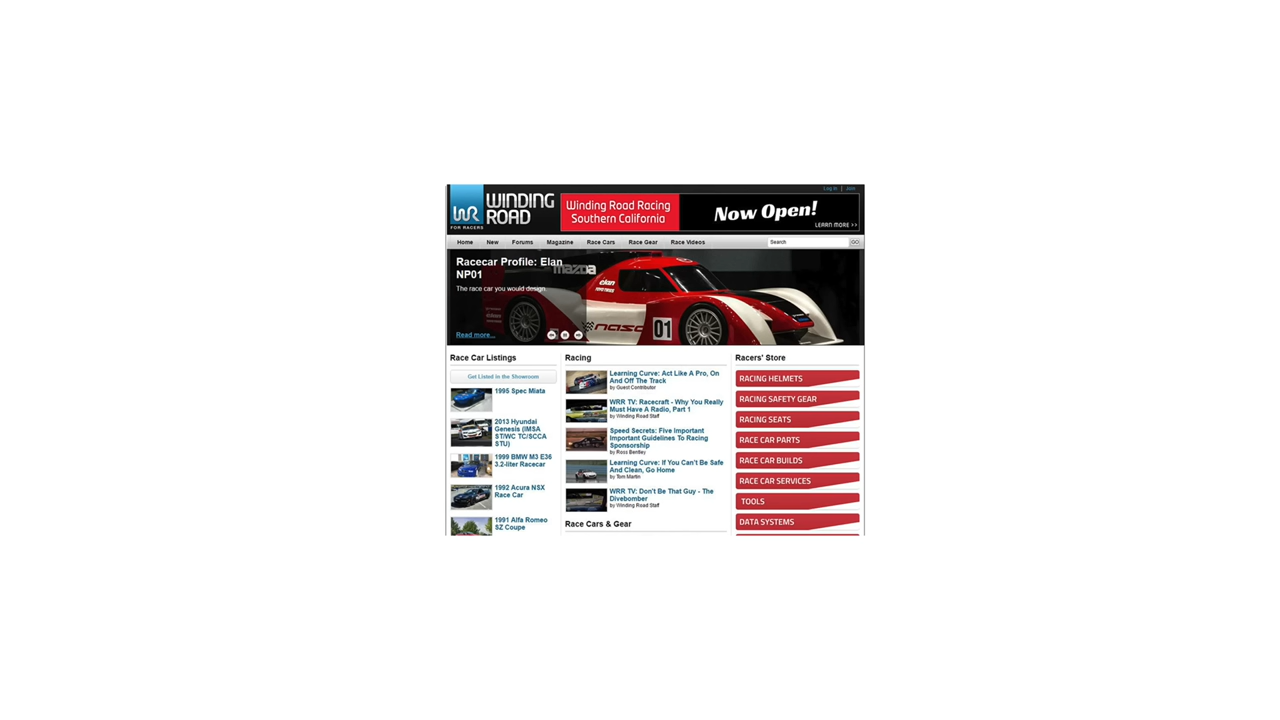 Log In | Join
WR
FOR RACERS
WINDING
ROAD
Winding Road Racing
Southern California
Now Open!
LEARN MORE >>
Home New Forums Magazine Race Cars Race Gear Race Videos
Search GO
Racecar Profile: Elan
NP01
The race car you would design
Read more...
mazda
elan
nasa
01
Race Car Listings
Get Listed in the Showroom
1995 Spec Miata
2013 Hyundai
Genesis (IMSA
ST/WC TC/SCCA
STU)
1999 BMW M3 E36
3.2-liter Racecar
1992 Acura NSX
Race Car
1991 Alfa Romeo
SZ Coupe
Racing
Learning Curve: Act Like A Pro, On
And Off The Track
by Guest Contributor
WRR TV: Racecraft - Why You Really
Must Have A Radio, Part 1
by Winding Road Staff
Speed Secrets: Five Important
Important Guidelines To Racing
Sponsorship
by Ross Bentley
Learning Curve: If You Can't Be Safe
And Clean, Go Home
by Tom Martin
WRR TV: Don't Be That Guy - The
Divebomber
by Winding Road Staff
Race Cars & Gear
Racers' Store
RACING HELMETS
RACING SAFETY GEAR
RACING SEATS
RACE CAR PARTS
RACE CAR BUILDS
RACE CAR SERVICES
TOOLS
DATA SYSTEMS